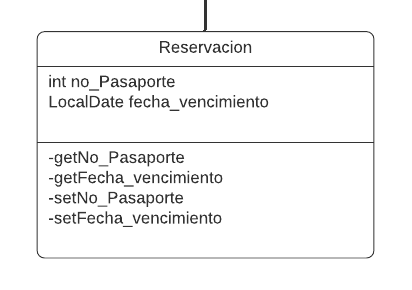 Reservacion
int no_Pasaporte
LocalDate fecha_vencimiento
-getNo_Pasaporte
-getFecha_vencimiento
-setNo_Pasaporte
-setFecha_vencimiento